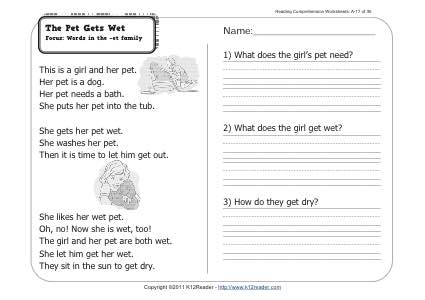 Reading Comprehension Worksheets: A-17 of 36
The Pet Gets Wet
Focus: Words in the -et family
This is a girl and her pet.
Her pet is a dog.
Her pet needs a bath.
She puts her pet into the tub.
She gets her pet wet.
She washes her pet.
Then it is time to let him get out.
She likes her wet pet.
Oh, no! Now she is wet, too!
The girl and her pet are both wet.
She let him get her wet.
They sit in the sun to get dry.
Name:
1) What does the girl's pet need?
2) What does the girl get wet?
3) How do they get dry?
Copyright ©2011 K12Reader - http://www.k12reader.com